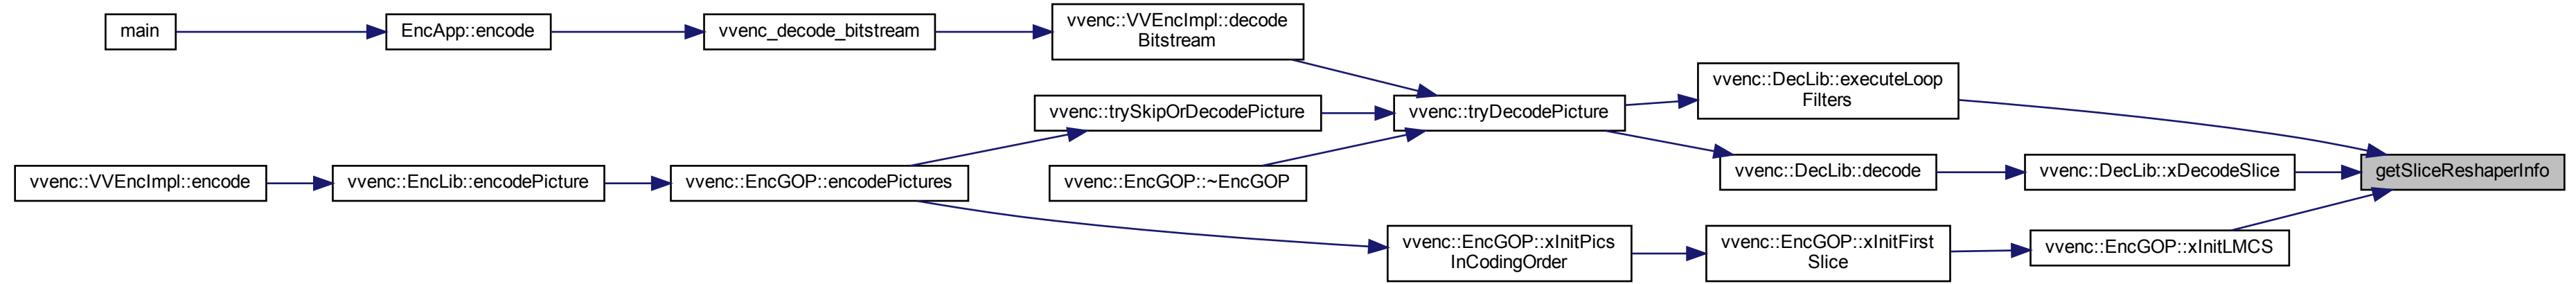 main
EncApp::encode
vvenc_decode_bitstream
vvenc::VVEncImpl::decode
Bitstream
vvenc::DecLib::executeLoop
Filters
vvenc::trySkipOrDecodePicture
vvenc::tryDecodePicture
vvenc::VVEncImpl::encode
vvenc::EncLib::encodePicture
vvenc::EncGOP::encodePictures
vvenc::EncGOP::~EncGOP
vvenc::DecLib::decode
vvenc::DecLib::xDecodeSlice
getSliceReshaperInfo
vvenc::EncGOP::xInitPics
InCodingOrder
vvenc::EncGOP::xInitFirst
Slice
vvenc::EncGOP::xInitLMCS